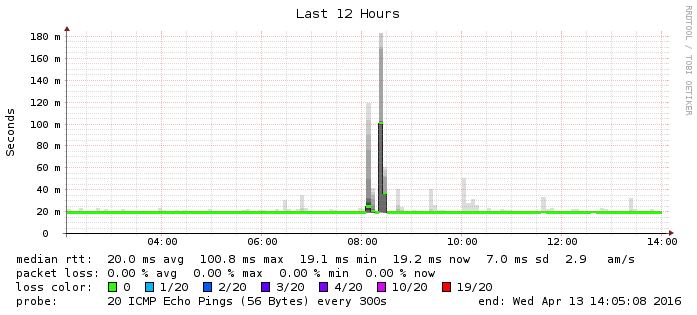 Last 12 Hours
RRDTOOL / TOBI OETIKER
Seconds
180 m
160 m
140 m
120 m
100 m
80 m
60 m
40 m
20 m
0
04:00 06:00 08:00 10:00 12:00 14:00
median rtt: 20.0 ms avg 100.8 ms max 19.1 ms min 19.2 ms now 7.0 ms sd 2.9 am/s
packet loss: 0.00 % avg 0.00 % max 0.00 % min 0.00 % now
loss color: 0 1/20 2/20 3/20 4/20 10/20 19/20
probe: 20 ICMP Echo Pings (56 Bytes) every 300s end: Wed Apr 13 14:05:08 2016